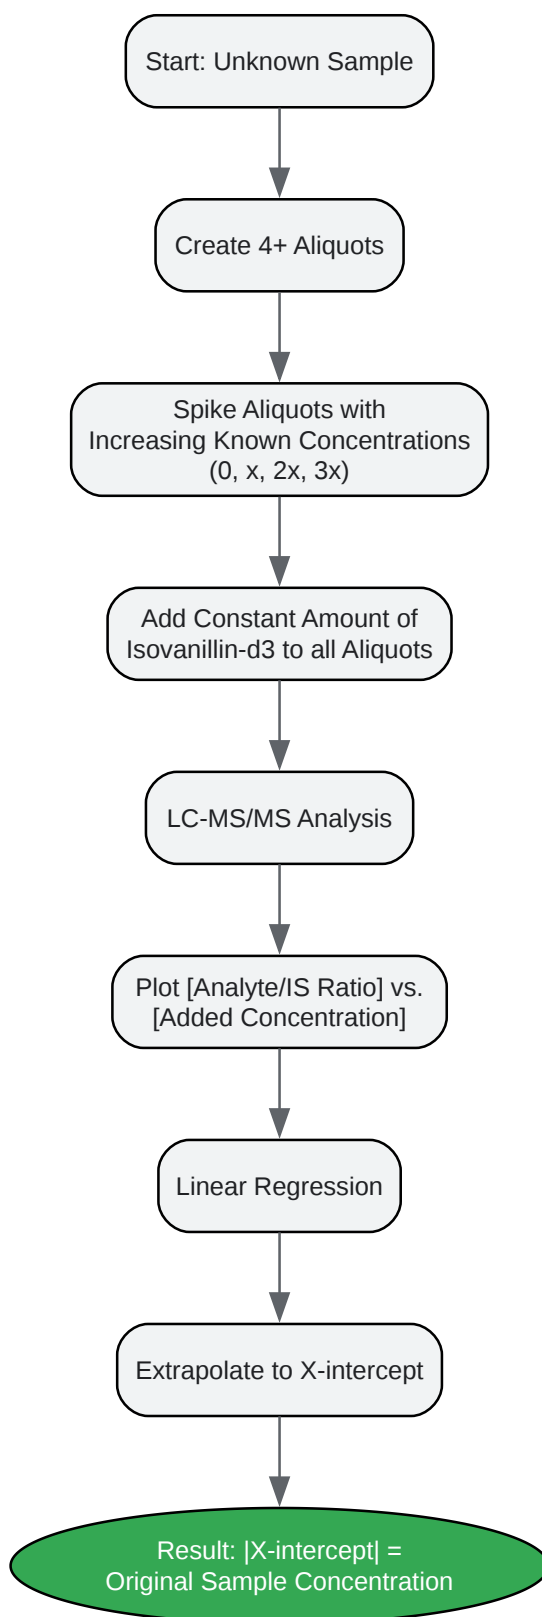 Start: Unknown Sample
Create 4+ Aliquots
Spike Aliquots with
Increasing Known Concentrations
(0, x, 2x, 3x)
Add Constant Amount of
Isovanillin-d3 to all Aliquots
LC-MS/MS Analysis
Plot [Analyte/IS Ratio] vs.
[Added Concentration]
Linear Regression
Extrapolate to X-intercept
Result: |X-intercept| =
Original Sample Concentration